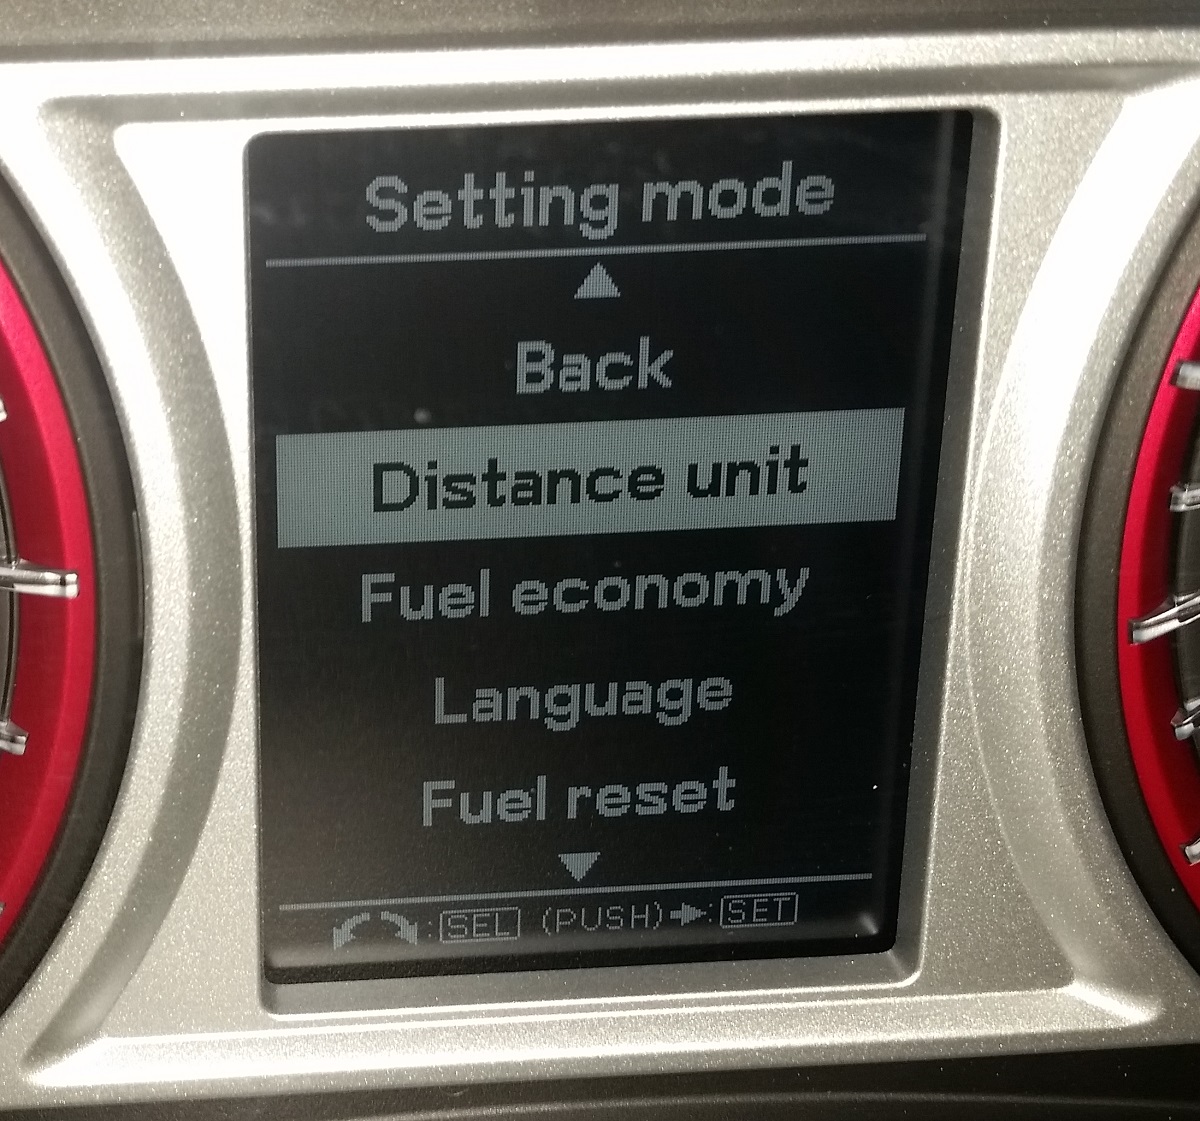 Setting mode
Back
Distance unit
Fuel economy
Language
Fuel reset
: SEL (PUSH) : SET